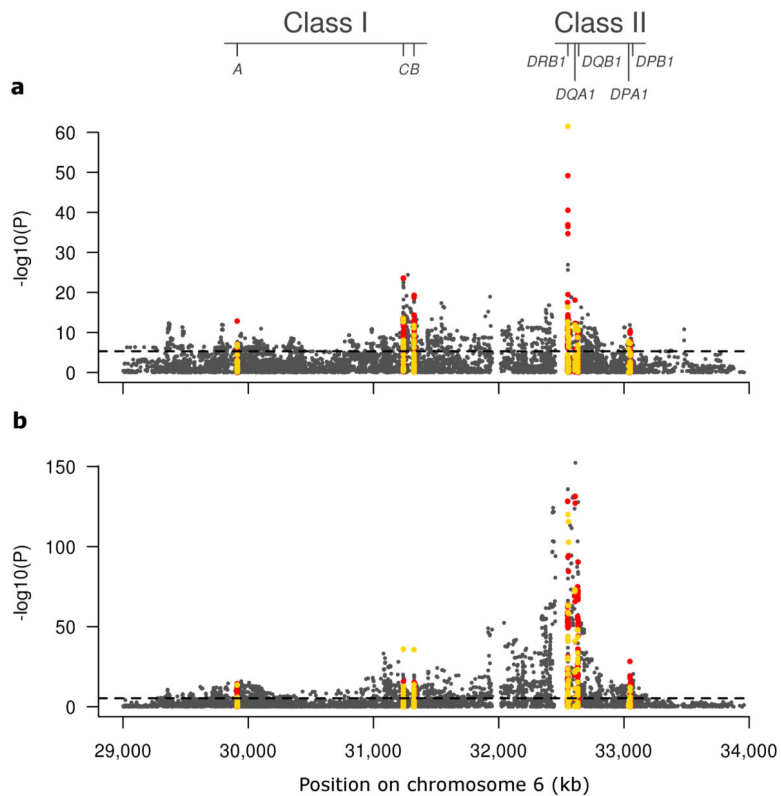 Class I Class II
A C B DRB1 DQB1 DPB1
DQA1 DPA1
a
60
50
40
30
20
10
0
-log10(P)
b
150
100
50
0
-log10(P)
29,000 30,000 31,000 32,000 33,000 34,000
Position on chromosome 6 (kb)